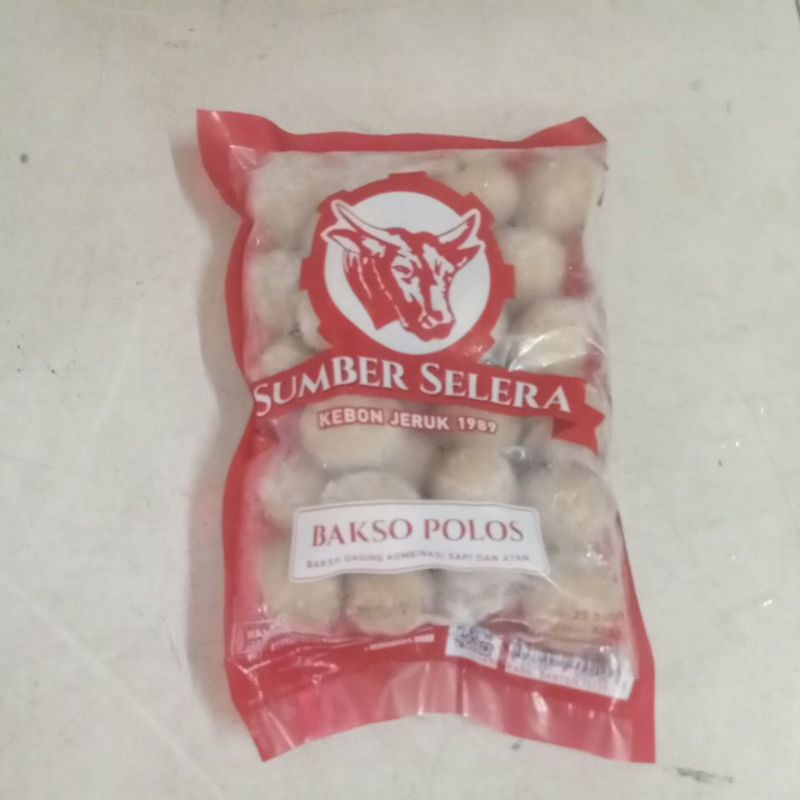 SUMBER SELERA
KEBON JERUK 1989
BAKSO POLOS
BAKSO DAGING KOMBINASI SAPI DAN AYAM